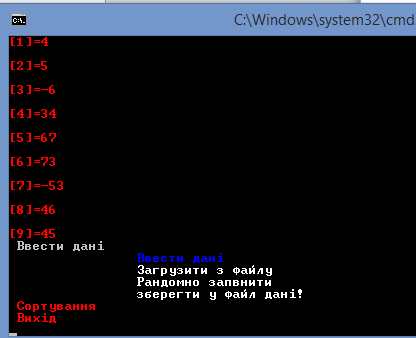 C:\Windows\system32\cmd
[1]=4
[2]=5
[3]=-6
[4]=34
[5]=67
[6]=73
[7]=-53
[8]=46
[9]=45
Ввести дані
Ввести дані
Загрузити з файлу
Рандомно запвнити
зберегти у файл дані!
Сортування
Вихід